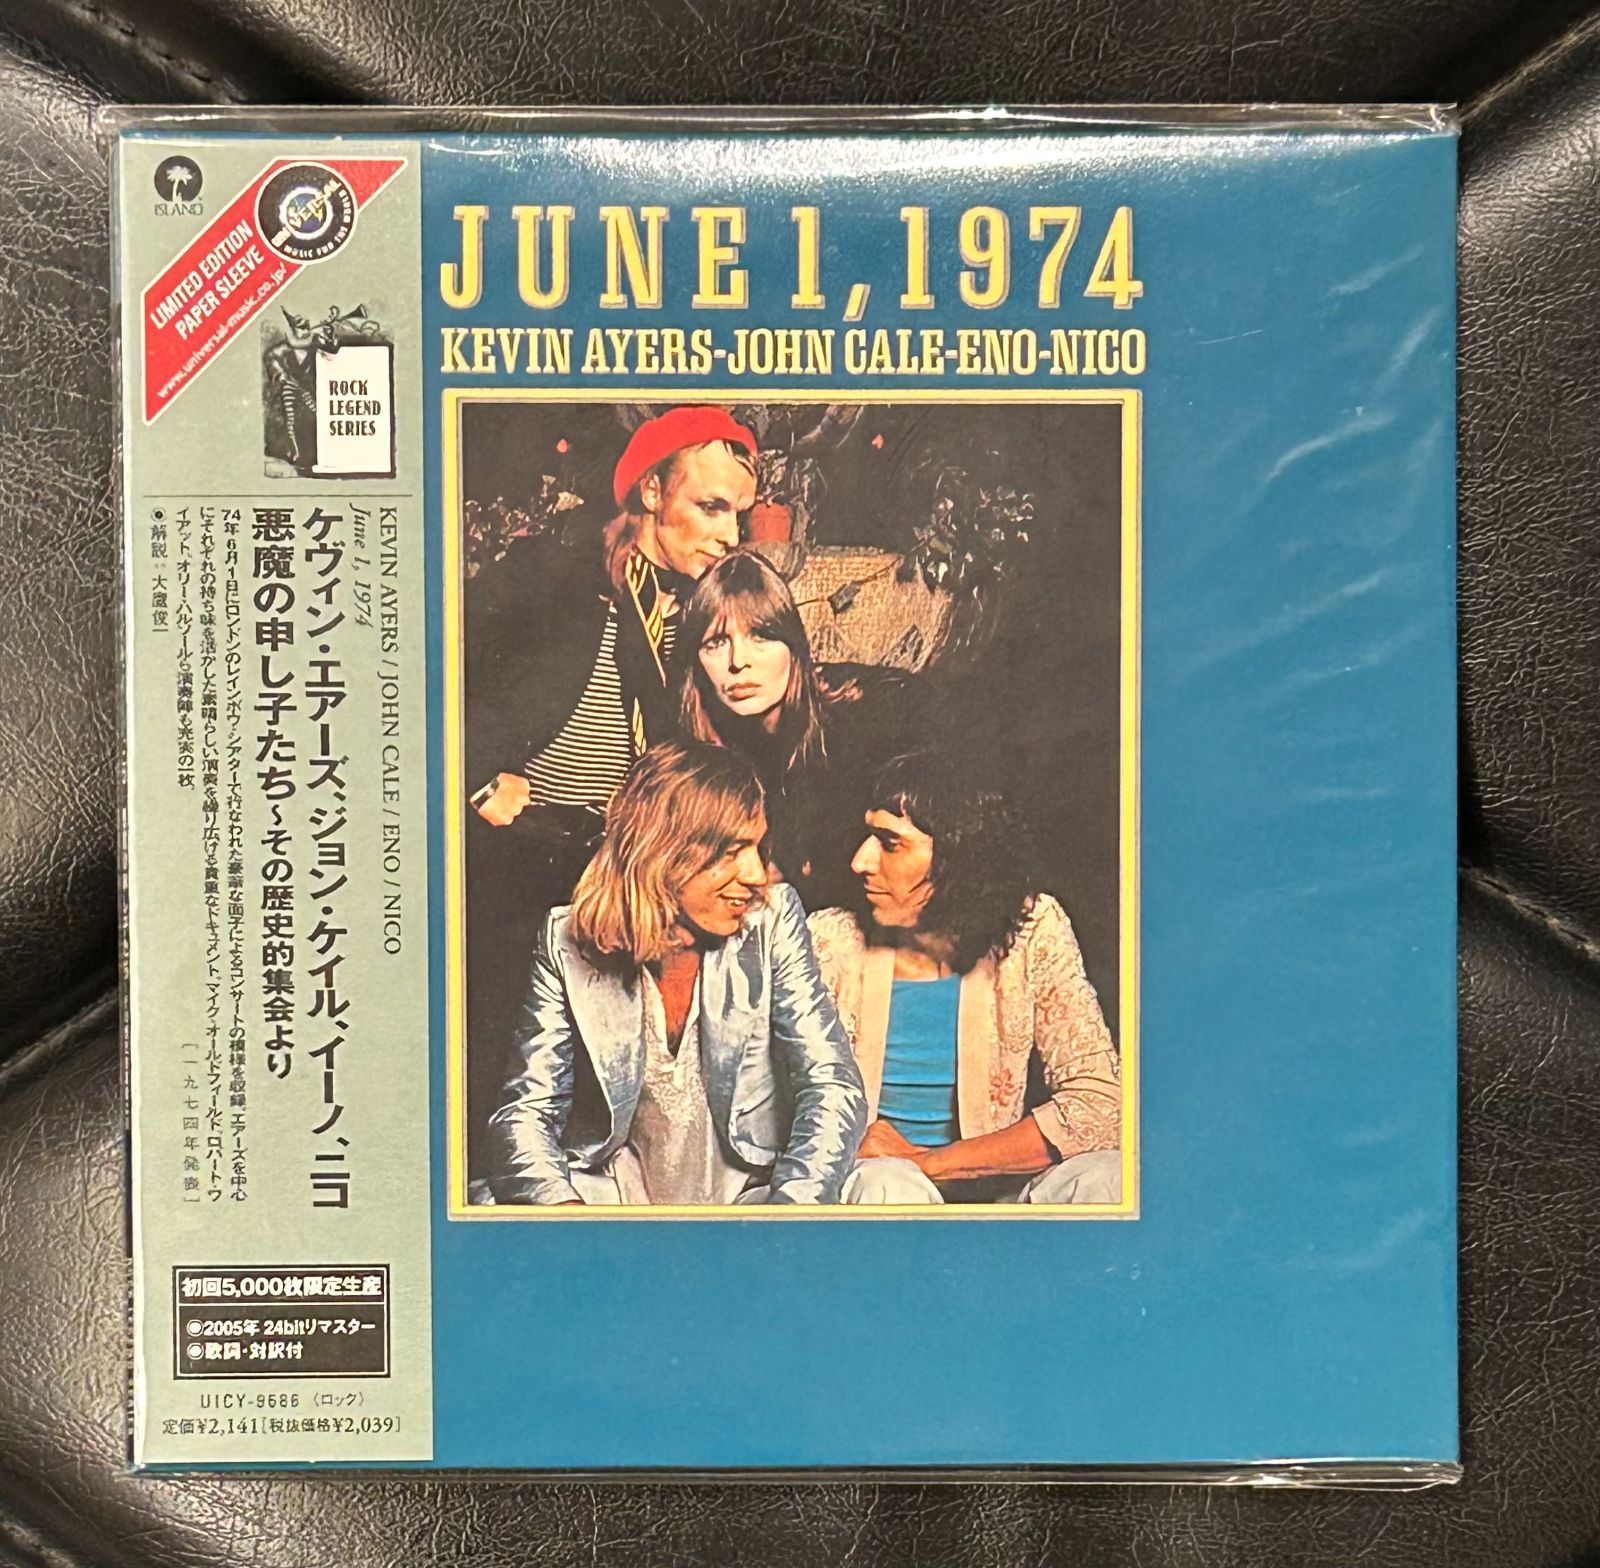 ISLAND
LIMITED EDITION
PAPER SLEEVE
www.universal-music.co.jp/
ROCK
LEGEND
SERIES
KEVIN AYERS / JOHN CALE / ENO / NICO
June 1, 1974
ケヴィン・エアーズ、ジョン・ケイル、イーノ、ニコ
悪魔の申し子たち〜その歴史的集会より
74年6月1日にロンドンのレインボウ・シアターで行なわれた豪華な面子によるコンサートの模様を収録。エアーズを中心
にそれぞれの持ち味を活かした素晴らしい演奏を繰り広げる貴重なドキュメント。マイク・オールドフィールド、ロバート・ワ
イアット、オリー・ハルソールら演奏陣も充実の一枚。
[一九七四年発表]
●解説：大鷹俊一
初回5,000枚限定生産
◎2005年 24bitリマスター
◎歌詞・対訳付
UICY-9586 〈ロック〉
定価¥2,141[税抜価格¥2,039]
JUNE 1, 1974
KEVIN AYERS-JOHN CALE-ENO-NICO